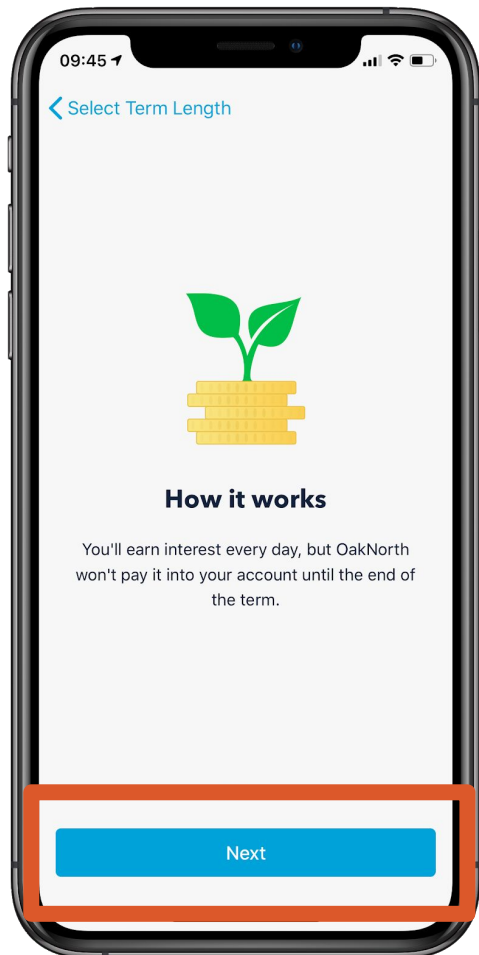 09:45
Select Term Length
How it works
You'll earn interest every day, but OakNorth
won't pay it into your account until the end of
the term.
Next